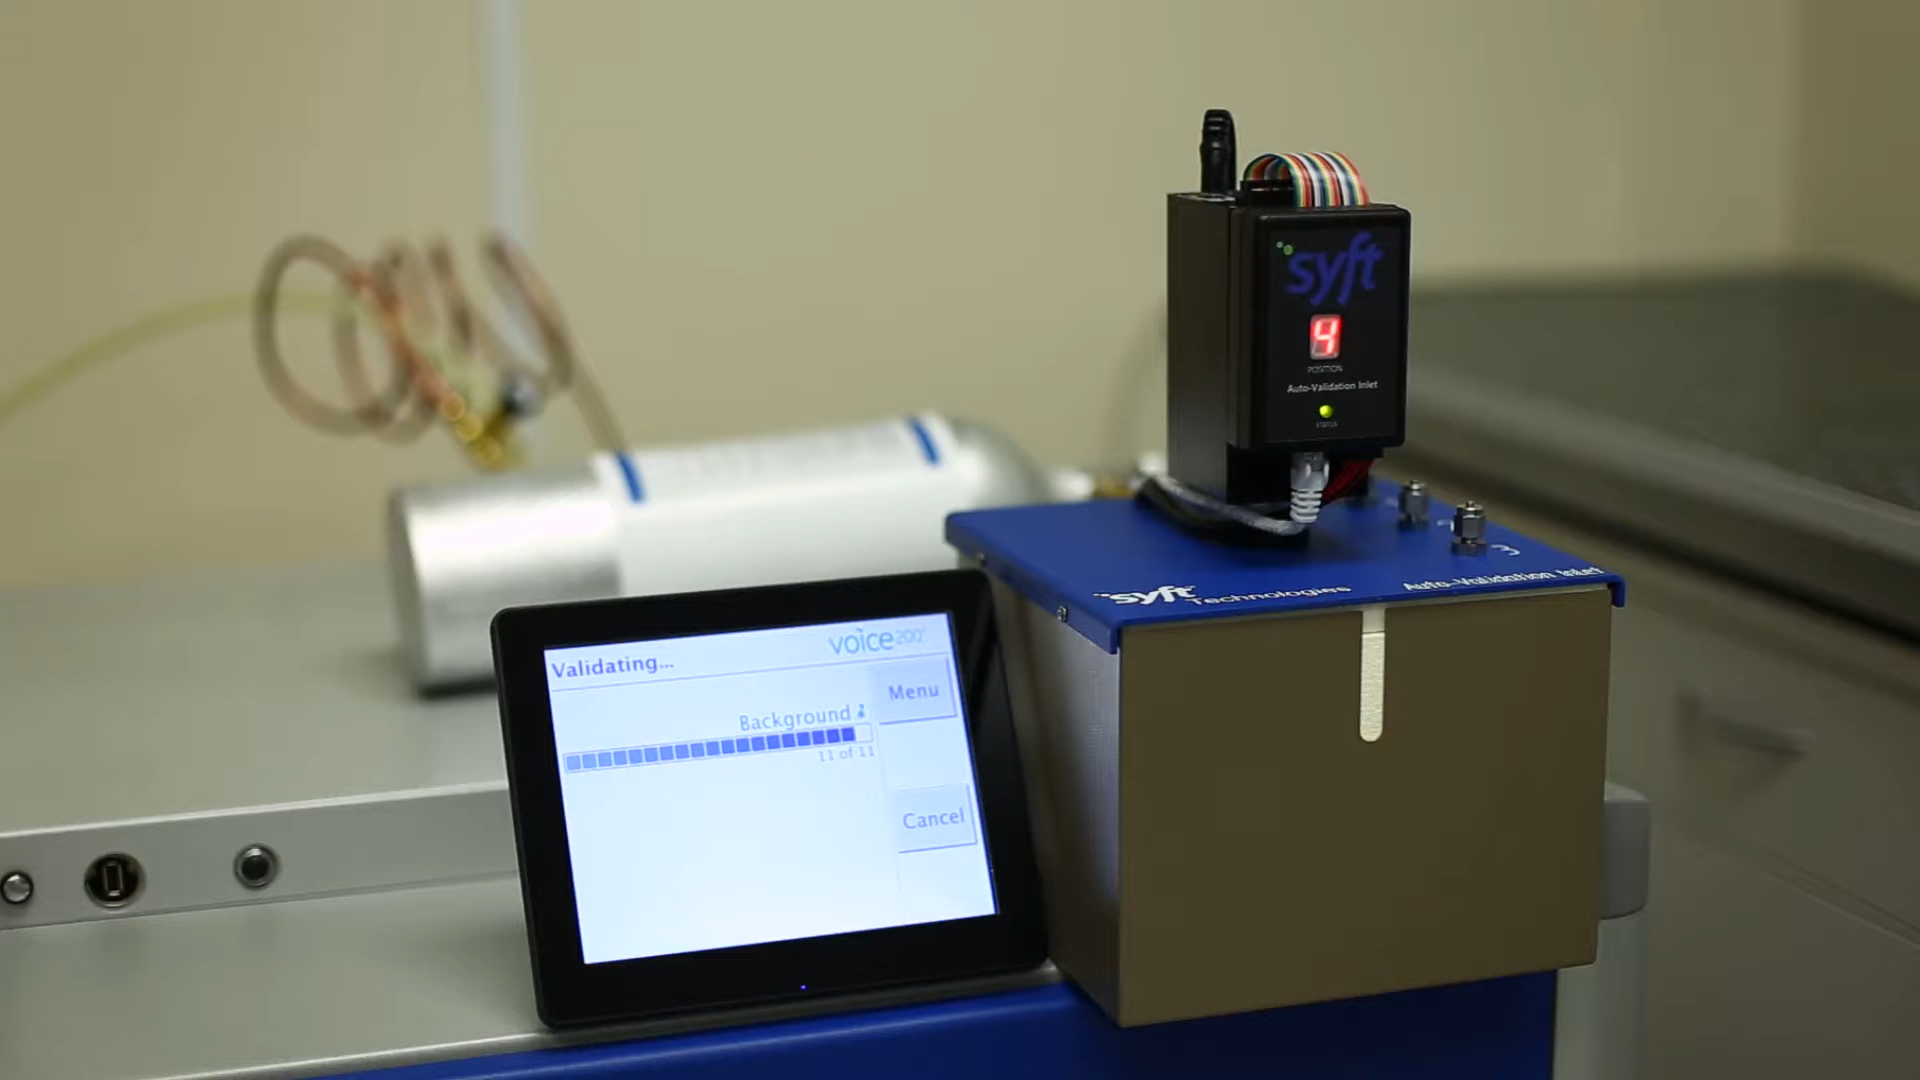 syft
4
POSITION
Auto-Validation Inlet
STATUS
syft Technologies
Auto-Validation Inlet
3
Validating...
voice200
Background
11 of 11
Menu
Cancel